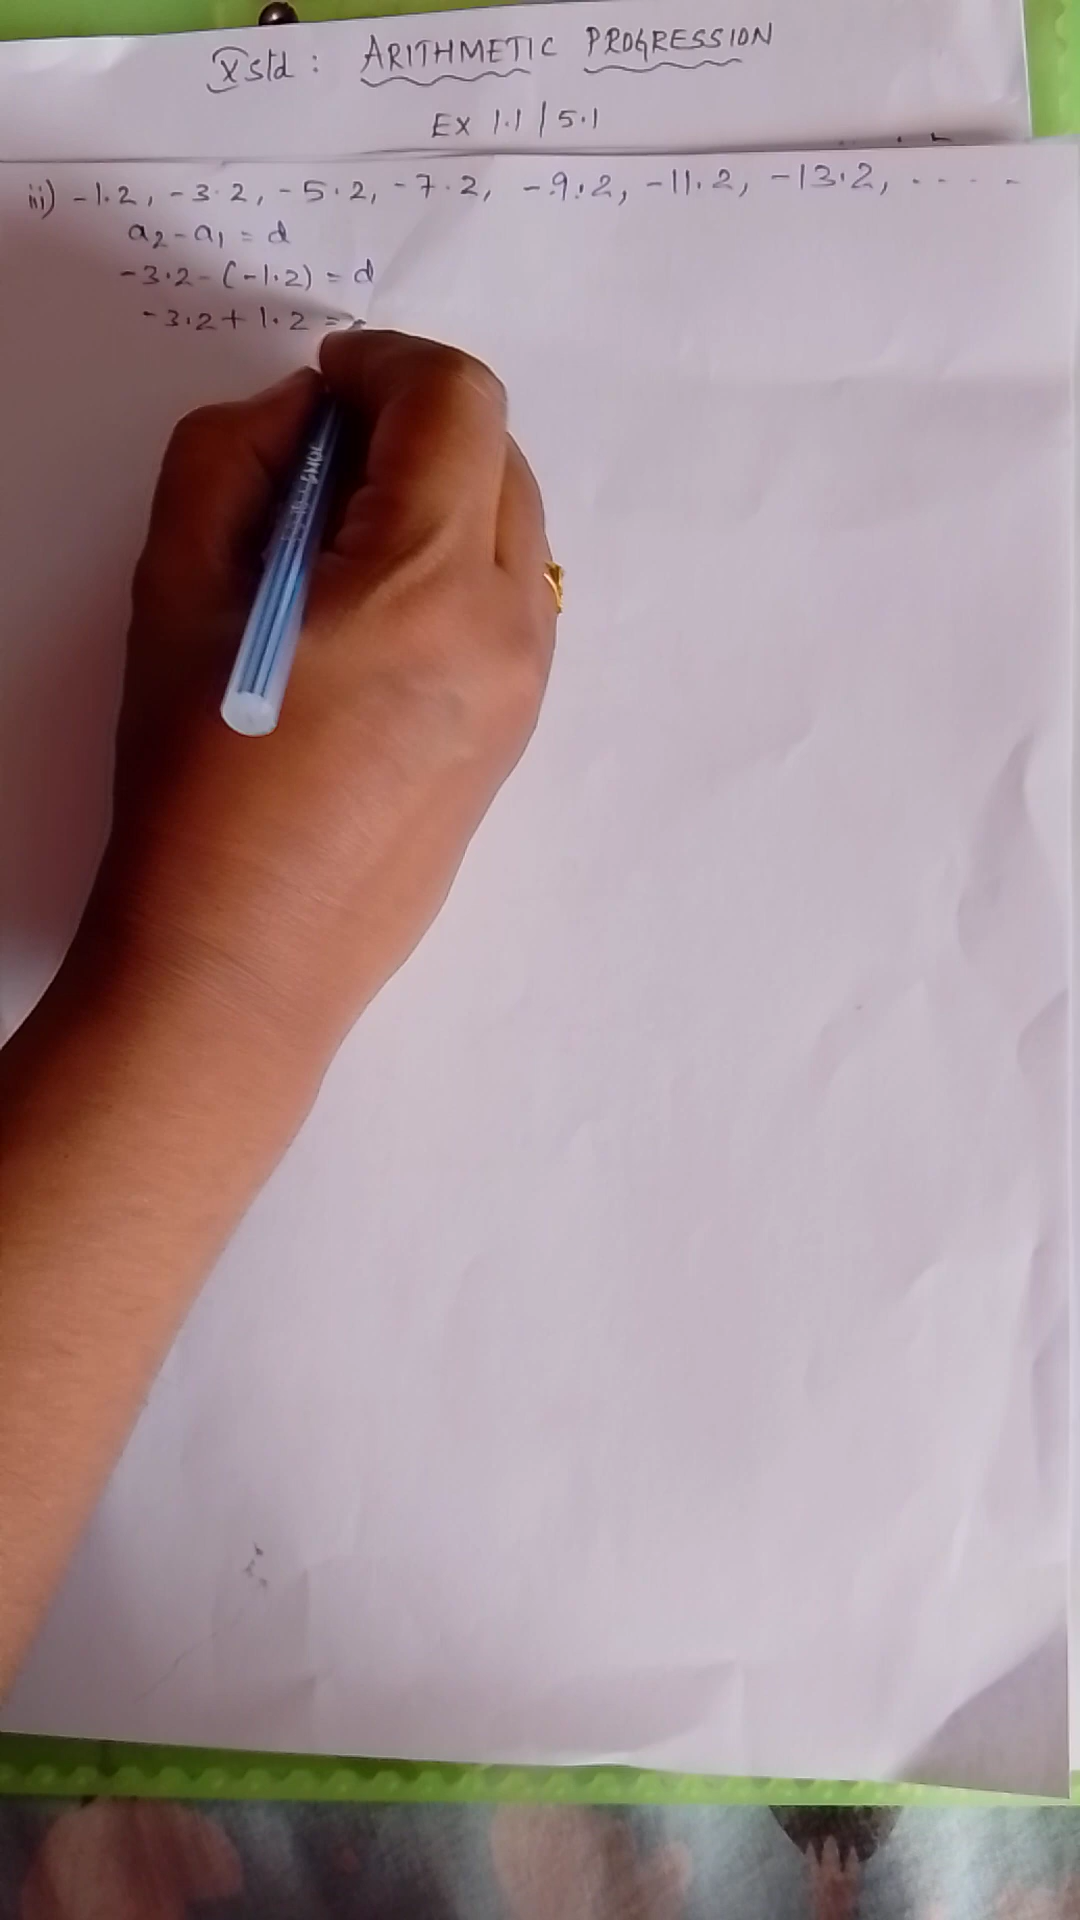 X std : ARITHMETIC PROGRESSION
Ex 1.1 / 5.1
iii) -1.2, -3.2, -5.2, -7.2, -9.2, -11.2, -13.2, .....
a₂ - a₁ = d
-3.2 - (-1.2) = d
-3.2 + 1.2 =